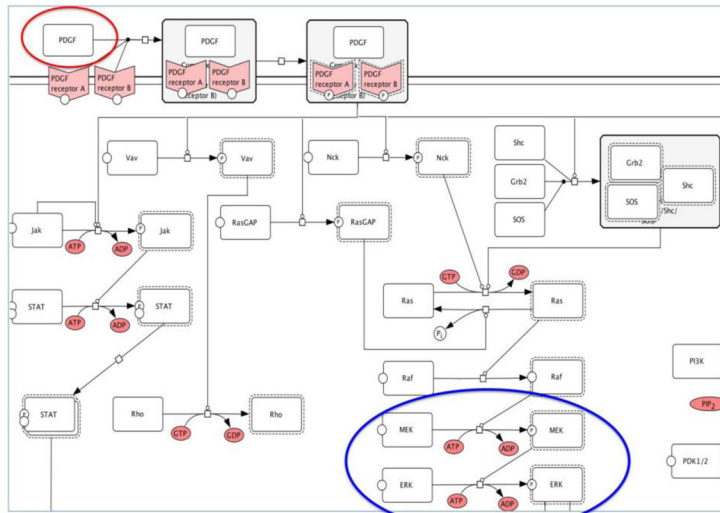 PDGF
PDGF
PDGF
PDGF receptor A
PDGF receptor B
PDGF receptor A
PDGF receptor B
receptor B)
PDGF receptor A
PDGF receptor B
P
P
Vav
P
Vav
Nck
P
Nck
Shc
Grb2
SOS
Grb2
SOS
Shc
/Shc/
Jak
ATP
ADP
P
Jak
RasGAP
P
RasGAP
STAT
ATP
ADP
P
STAT
GTP
GDP
Ras
Ras
Pi
Raf
Raf
PI3K
PIP2
PDK1/2
P
STAT
Rho
GTP
GDP
Rho
MEK
ATP
ADP
P
MEK
ERK
ATP
ADP
P
ERK